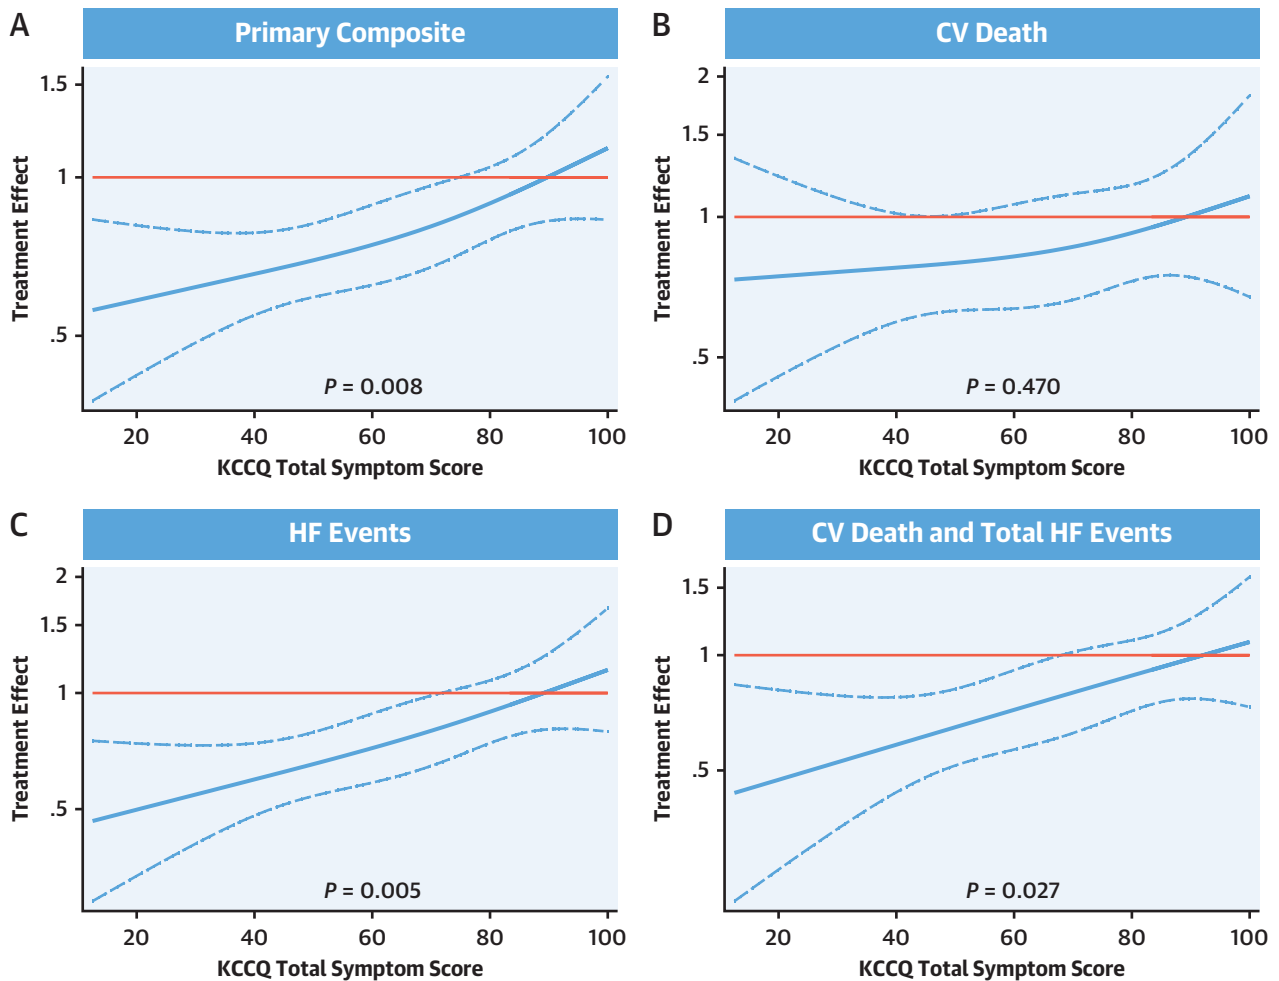 A
Primary Composite
Treatment Effect
1.5
1
.5
P = 0.008
20 40 60 80 100
KCCQ Total Symptom Score
B
CV Death
Treatment Effect
2
1.5
1
.5
P = 0.470
20 40 60 80 100
KCCQ Total Symptom Score
C
HF Events
Treatment Effect
2
1.5
1
.5
P = 0.005
20 40 60 80 100
KCCQ Total Symptom Score
D
CV Death and Total HF Events
Treatment Effect
1.5
1
.5
P = 0.027
20 40 60 80 100
KCCQ Total Symptom Score